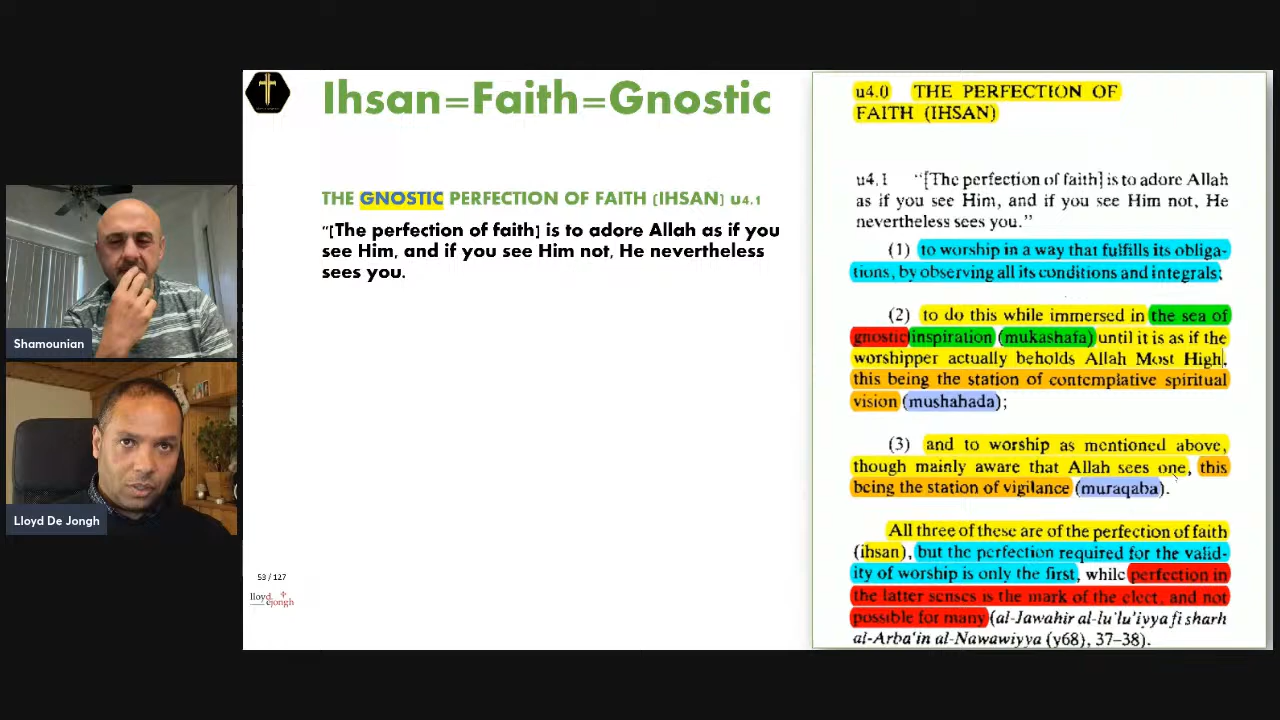 Ihsan=Faith=Gnostic
THE GNOSTIC PERFECTION OF FAITH (IHSAN) U4.1
"[The perfection of faith] is to adore Allah as if you
see Him, and if you see Him not, He nevertheless
sees you.
Shamounian
Lloyd De Jongh
53 / 127
lloyd
dejongh
u4.0 THE PERFECTION OF
FAITH (IHSAN)
u4.1 "[The perfection of faith] is to adore Allah
as if you see Him, and if you see Him not, He
nevertheless sees you."
(1) to worship in a way that fulfills its obliga-
tions, by observing all its conditions and integrals;
(2) to do this while immersed in the sea of
gnostic inspiration (mukashafa) until it is as if the
worshipper actually beholds Allah Most High,
this being the station of contemplative spiritual
vision (mushahada);
(3) and to worship as mentioned above,
though mainly aware that Allah sees one, this
being the station of vigilance (muraqaba).
All three of these are of the perfection of faith
(ihsan), but the perfection required for the valid-
ity of worship is only the first, while perfection in
the latter senses is the mark of the elect, and not
possible for many (al-Jawahir al-lu'lu'iyya fi sharh
al-Arba'in al-Nawawiyya (y68), 37–38).